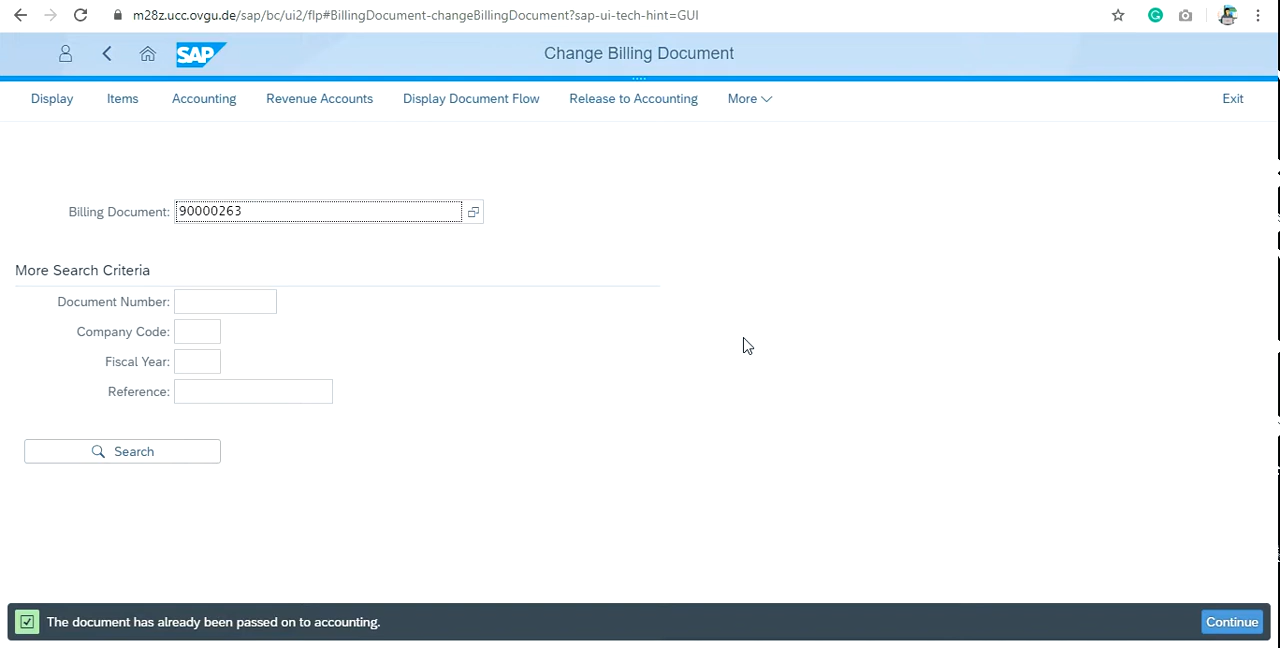 m28z.ucc.ovgu.de/sap/bc/ui2/flp#BillingDocument-changeBillingDocument?sap-ui-tech-hint=GUI
SAP
Change Billing Document
Display Items Accounting Revenue Accounts Display Document Flow Release to Accounting More Exit
Billing Document: 90000263
More Search Criteria
Document Number:
Company Code:
Fiscal Year:
Reference:
Search
The document has already been passed on to accounting. Continue